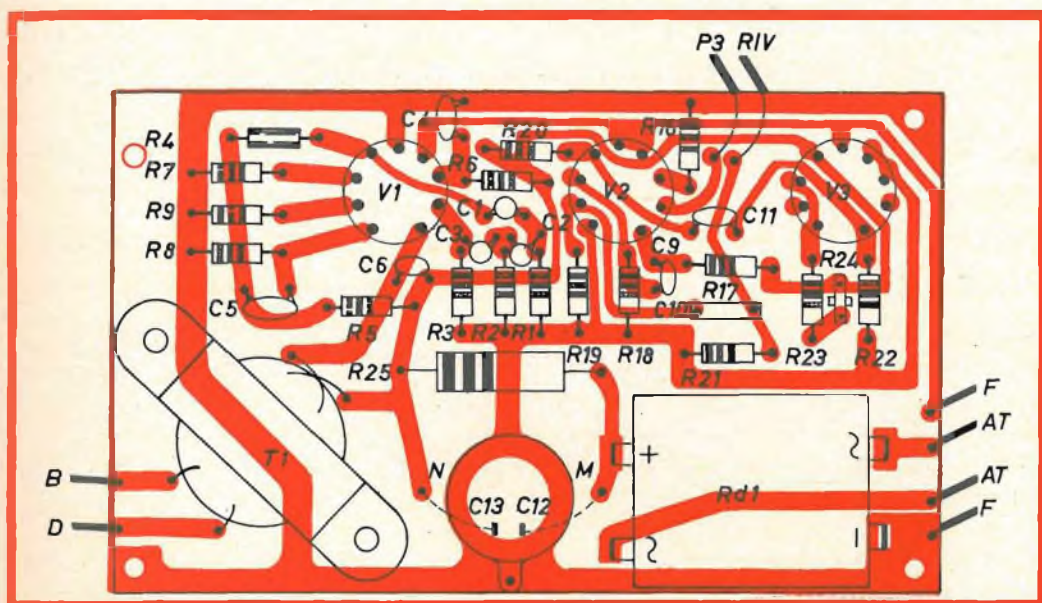 P3 RIV
C4
R20
R16
R4
R7
R6
V1
V2
V3
R9
C1
C2
C11
R8
C3
C9
C6
R24
R17
C5
C10
R5
R3
R2
R1
R19
R18
R23
R22
R25
R21
F
AT
N
M
+
~
T1
B
C13
C12
Rd1
AT
D
F
~
–